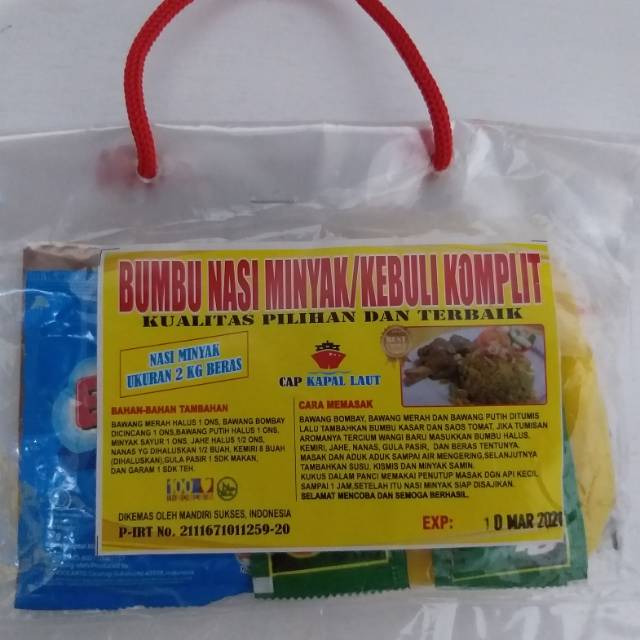 BUMBU NASI MINYAK/KEBULI KOMPLIT
KUALITAS PILIHAN DAN TERBAIK
NASI MINYAK
UKURAN 2 KG BERAS
CAP KAPAL LAUT
BEST
BAHAN-BAHAN TAMBAHAN
BAWANG MERAH HALUS 1 ONS, BAWANG BOMBAY
DICINCANG 1 ONS,BAWANG PUTIH HALUS 1 ONS,
MINYAK SAYUR 1 ONS, JAHE HALUS 1/2 ONS,
NANAS YG DIHALUSKAN 1/2 BUAH, KEMIRI 8 BUAH
(DIHALUSKAN),GULA PASIR 1 SDK MAKAN,
DAN GARAM 1 SDK TEH.
CARA MEMASAK
BAWANG BOMBAY, BAWANG MERAH DAN BAWANG PUTIH DITUMIS
LALU TAMBAHKAN BUMBU KASAR DAN SAOS TOMAT. JIKA TUMISAN
AROMANYA TERCIUM WANGI BARU MASUKKAN BUMBU HALUS.
KEMIRI, JAHE, NANAS, GULA PASIR, DAN BERAS TENTUNYA.
MASAK DAN ADUK ADUK SAMPAI AIR MENGERING,SELANJUTNYA
TAMBAHKAN SUSU, KISMIS DAN MINYAK SAMIN.
KUKUS DALAM PANCI MEMAKAI PENUTUP MASAK DGN API KECIL
SAMPAI 1 JAM,SETELAH ITU NASI MINYAK SIAP DISAJIKAN.
SELAMAT MENCOBA DAN SEMOGA BERHASIL.
100
DIKEMAS OLEH MANDIRI SUKSES, INDONESIA
P-IRT No. 2111671011259-20
EXP: 10 MAR 202